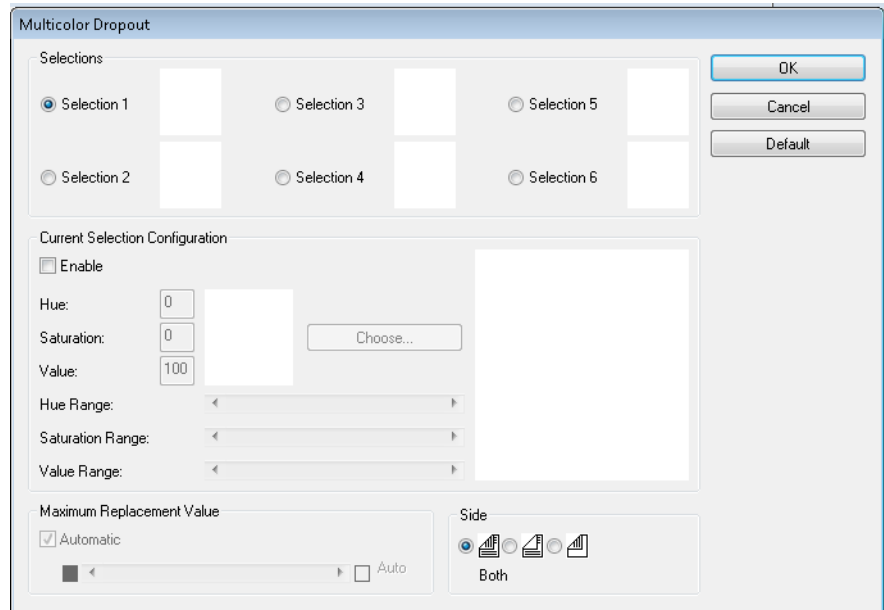 Multicolor Dropout
Selections
OK
Selection 1
Selection 3
Selection 5
Cancel
Default
Selection 2
Selection 4
Selection 6
Current Selection Configuration
Enable
Hue: 0
Saturation: 0
Choose...
Value: 100
Hue Range:
Saturation Range:
Value Range:
Maximum Replacement Value
Automatic
Auto
Side
Both